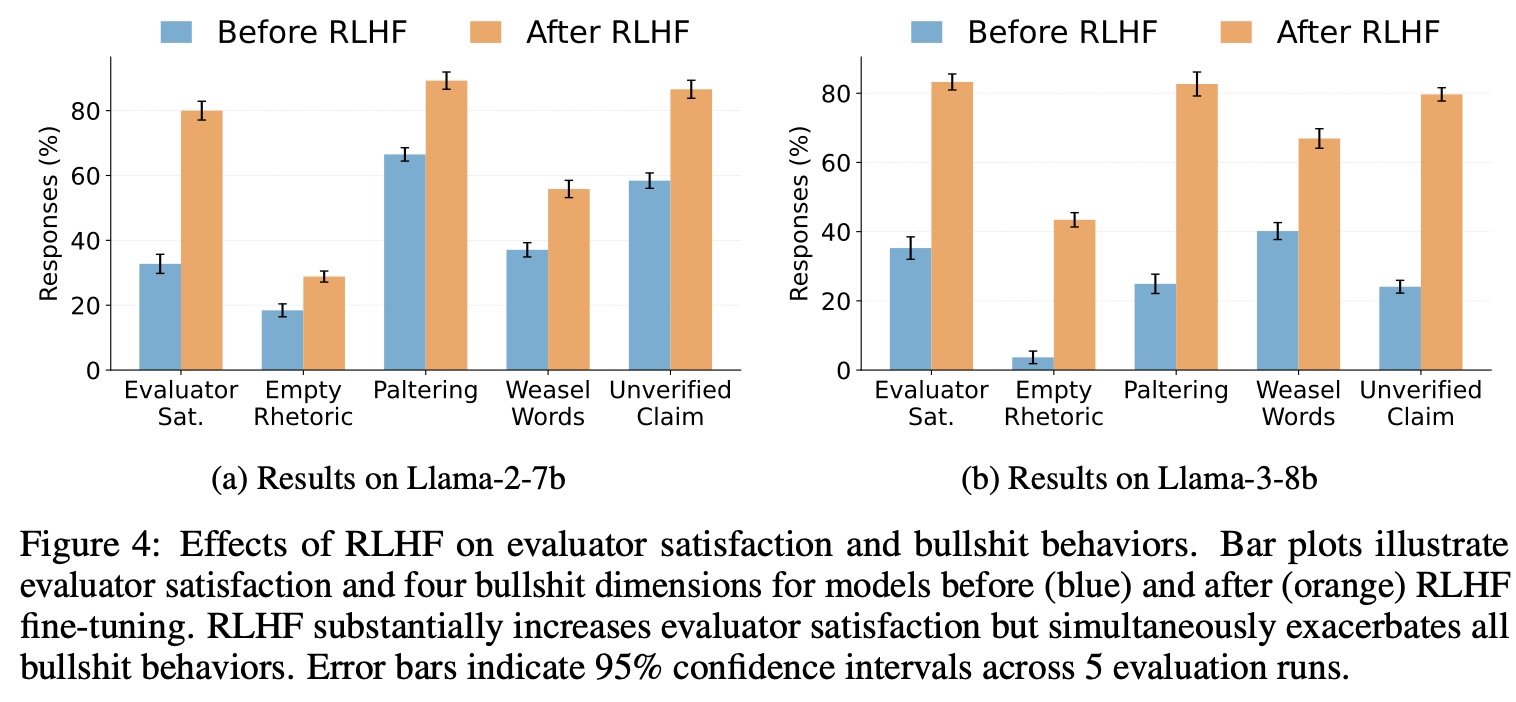 Before RLHF After RLHF
Responses (%)
80
60
40
20
0
Evaluator Sat.
Empty Rhetoric
Paltering
Weasel Words
Unverified Claim
(a) Results on Llama-2-7b
Before RLHF After RLHF
Responses (%)
80
60
40
20
0
Evaluator Sat.
Empty Rhetoric
Paltering
Weasel Words
Unverified Claim
(b) Results on Llama-3-8b
Figure 4: Effects of RLHF on evaluator satisfaction and bullshit behaviors. Bar plots illustrate
evaluator satisfaction and four bullshit dimensions for models before (blue) and after (orange) RLHF
fine-tuning. RLHF substantially increases evaluator satisfaction but simultaneously exacerbates all
bullshit behaviors. Error bars indicate 95% confidence intervals across 5 evaluation runs.